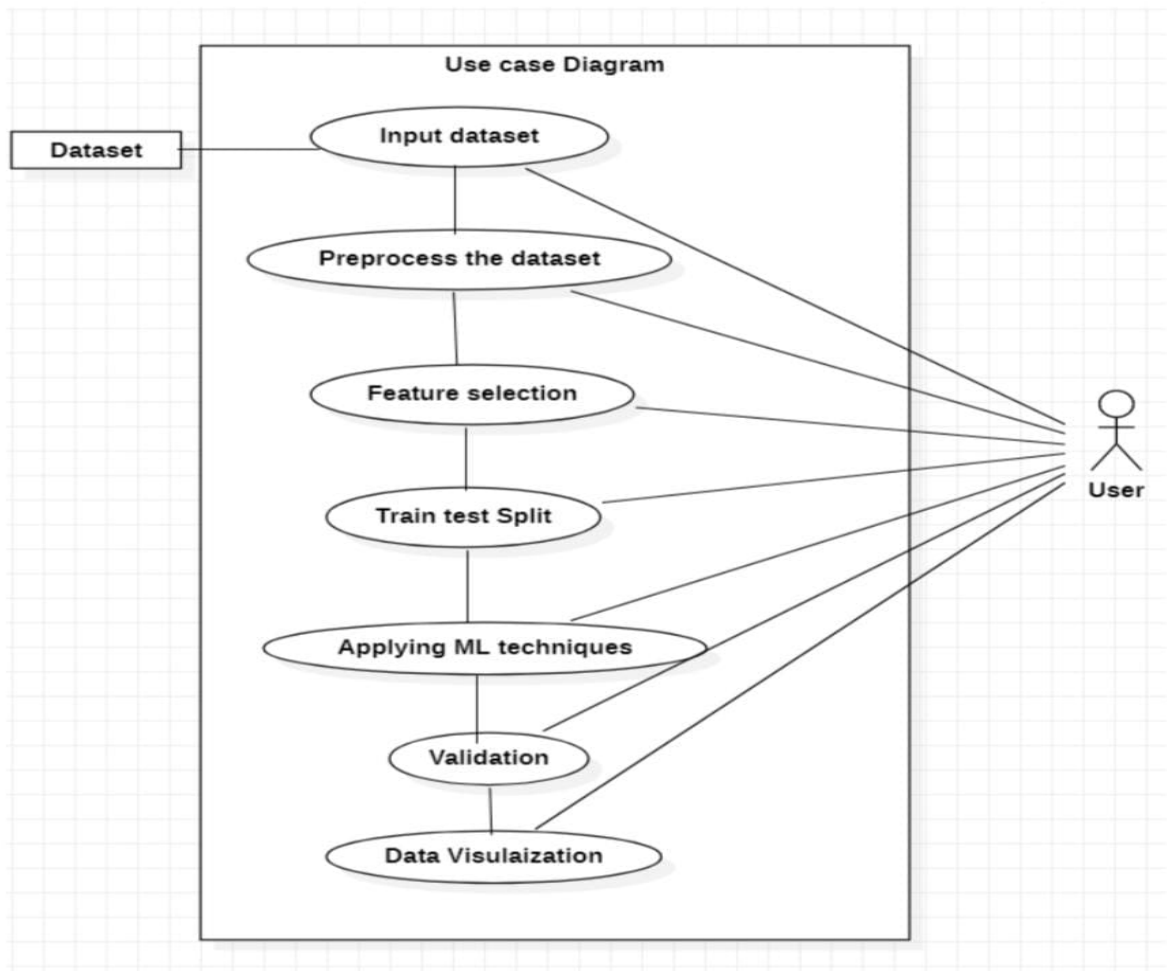 Use case Diagram
Input dataset
Dataset
Preprocess the dataset
Feature selection
User
Train test Split
Applying ML techniques
Validation
Data Visulaization